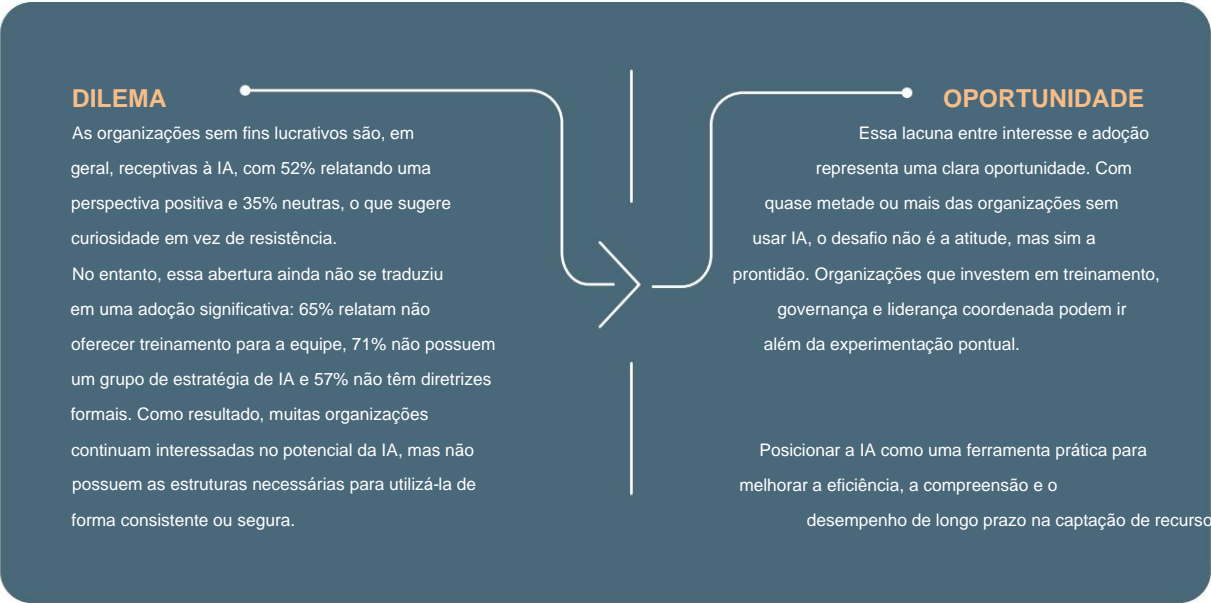 DILEMA
As organizações sem fins lucrativos são, em
geral, receptivas à IA, com 52% relatando uma
perspectiva positiva e 35% neutras, o que sugere
curiosidade em vez de resistência.
No entanto, essa abertura ainda não se traduziu
em uma adoção significativa: 65% relatam não
oferecer treinamento para a equipe, 71% não possuem
um grupo de estratégia de IA e 57% não têm diretrizes
formais. Como resultado, muitas organizações
continuam interessadas no potencial da IA, mas não
possuem as estruturas necessárias para utilizá-la de
forma consistente ou segura.
OPORTUNIDADE
Essa lacuna entre interesse e adoção
representa uma clara oportunidade. Com
quase metade ou mais das organizações sem
usar IA, o desafio não é a atitude, mas sim a
prontidão. Organizações que investem em treinamento,
governança e liderança coordenada podem ir
além da experimentação pontual.
Posicionar a IA como uma ferramenta prática para
melhorar a eficiência, a compreensão e o
desempenho de longo prazo na captação de recurso